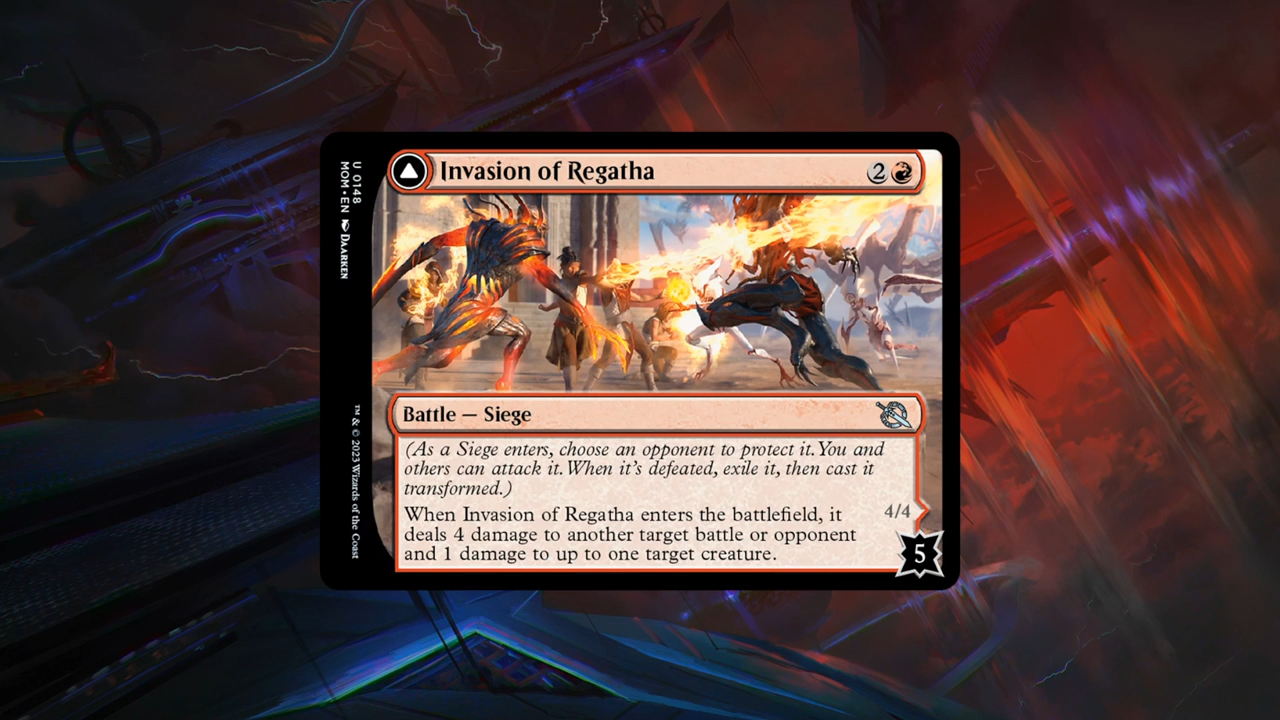 Invasion of Regatha
2
Battle — Siege
(As a Siege enters, choose an opponent to protect it. You and
others can attack it. When it's defeated, exile it, then cast it
transformed.)
When Invasion of Regatha enters the battlefield, it
deals 4 damage to another target battle or opponent
and 1 damage to up to one target creature.
4/4
5
U 0148
MOM • EN DAARKEN
™ & © 2023 Wizards of the Coast